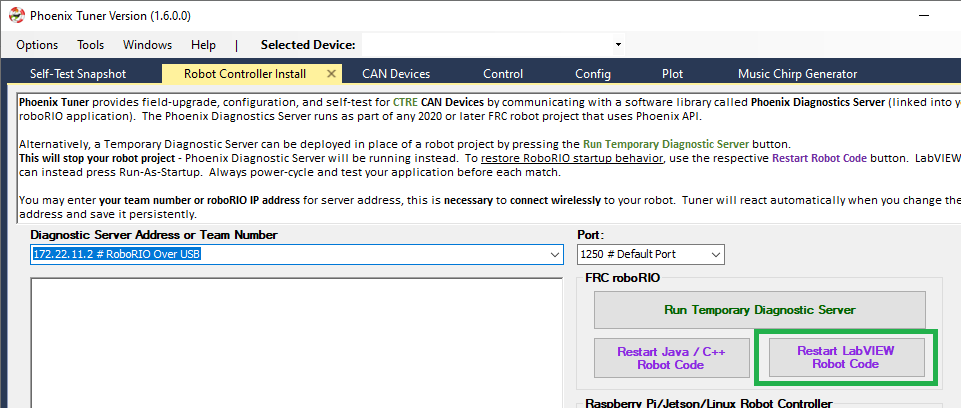 Phoenix Tuner Version (1.6.0.0)
Options Tools Windows Help | Selected Device:
Self-Test Snapshot Robot Controller Install CAN Devices Control Config Plot Music Chirp Generator
Phoenix Tuner provides field-upgrade, configuration, and self-test for CTRE CAN Devices by communicating with a software library called Phoenix Diagnostics Server (linked into yo
roboRIO application). The Phoenix Diagnostics Server runs as part of any 2020 or later FRC robot project that uses Phoenix API.
Alternatively, a Temporary Diagnostic Server can be deployed in place of a robot project by pressing the Run Temporary Diagnostic Server button.
This will stop your robot project - Phoenix Diagnostic Server will be running instead. To restore RoboRIO startup behavior, use the respective Restart Robot Code button. LabVIEW
can instead press Run-As-Startup. Always power-cycle and test your application before each match.
You may enter your team number or roboRIO IP address for server address, this is necessary to connect wirelessly to your robot. Tuner will react automatically when you change the
address and save it persistently.
Diagnostic Server Address or Team Number Port:
172.22.11.2 # RoboRIO Over USB 1250 # Default Port
FRC roboRIO
Run Temporary Diagnostic Server
Restart Java / C++
Robot Code
Restart LabVIEW
Robot Code
Raspberry Pi/Jetson/Linux Robot Controller